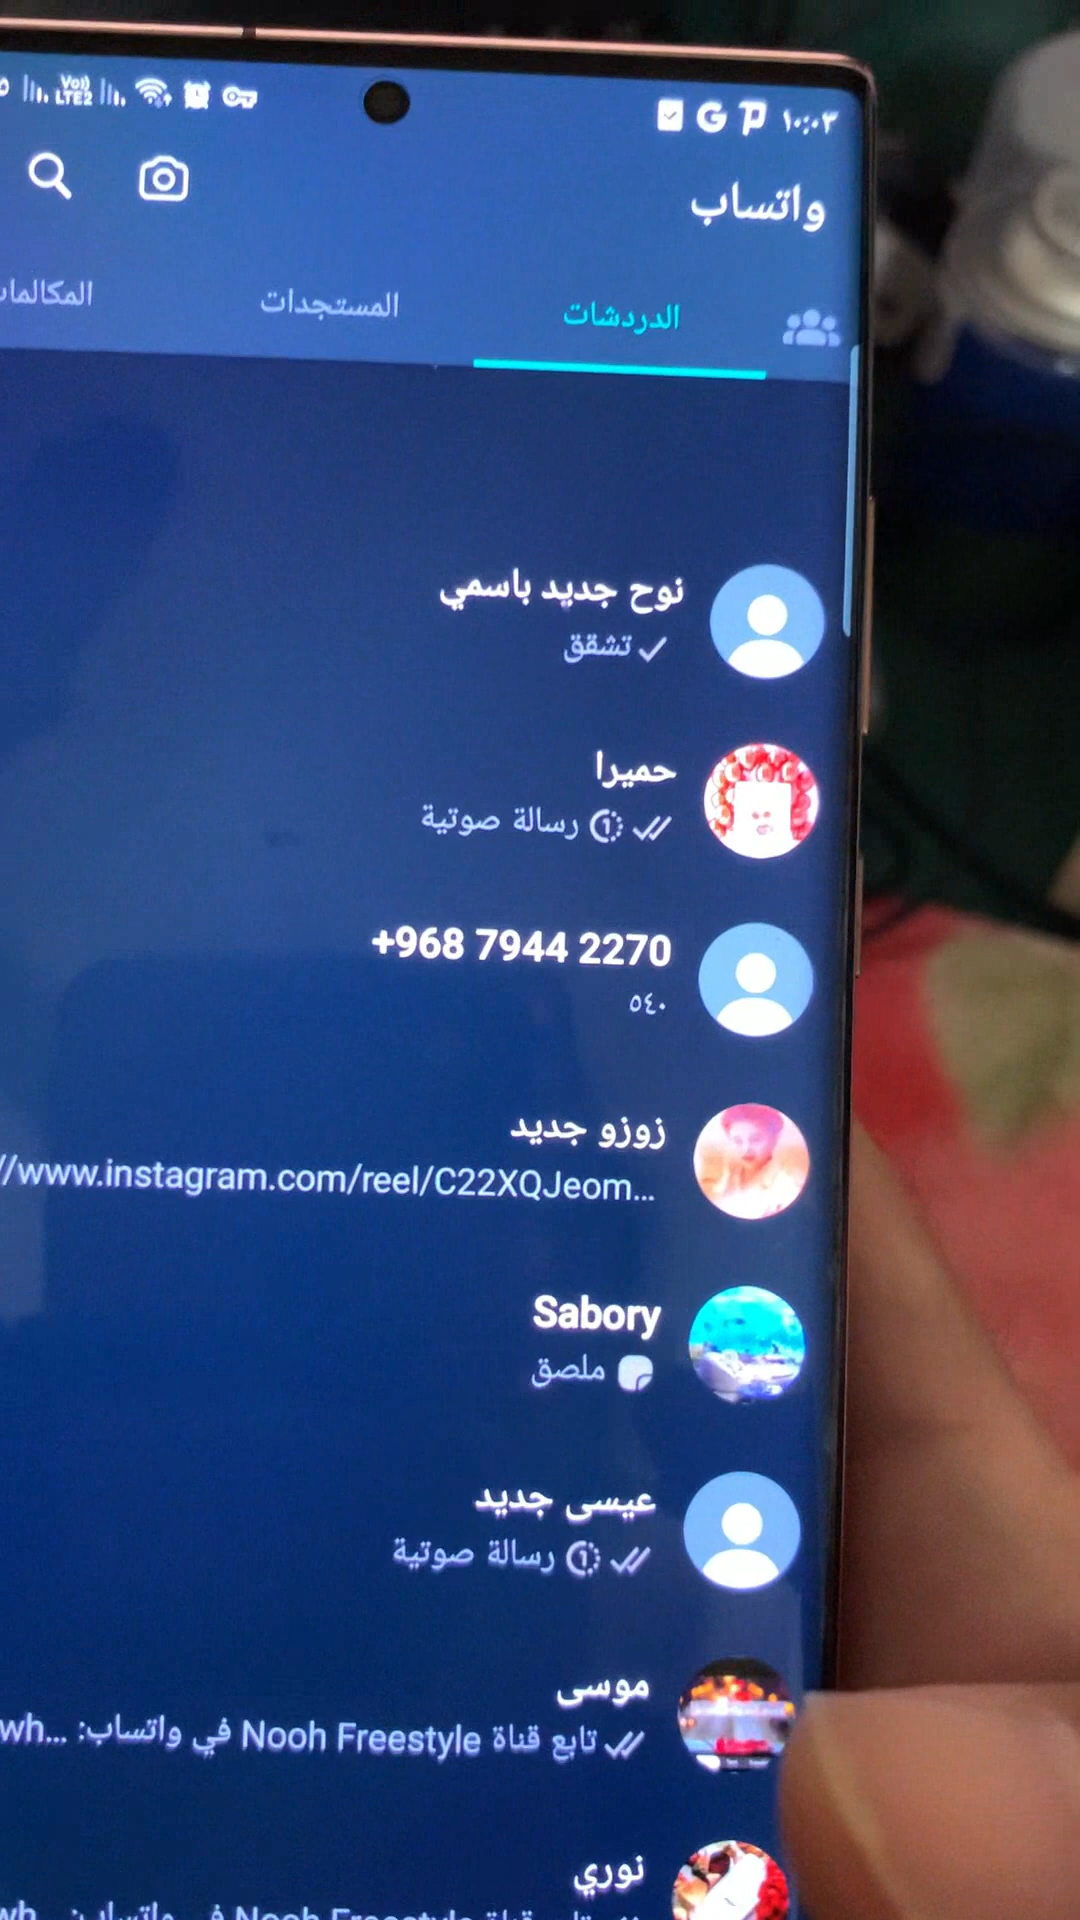 Vo)) LTE2 ١٠:٠٣
واتساب
الدردشات المستجدات
نوح جديد باسمي
تشقق
حميرا
رسالة صوتية
+968 7944 2270
٥٤٠
زوزو جديد
//www.instagram.com/reel/C22XQJeom...
Sabory
ملصق
عيسى جديد
رسالة صوتية
موسى
تابع قناة Nooh Freestyle في واتساب: ...wh
نوري